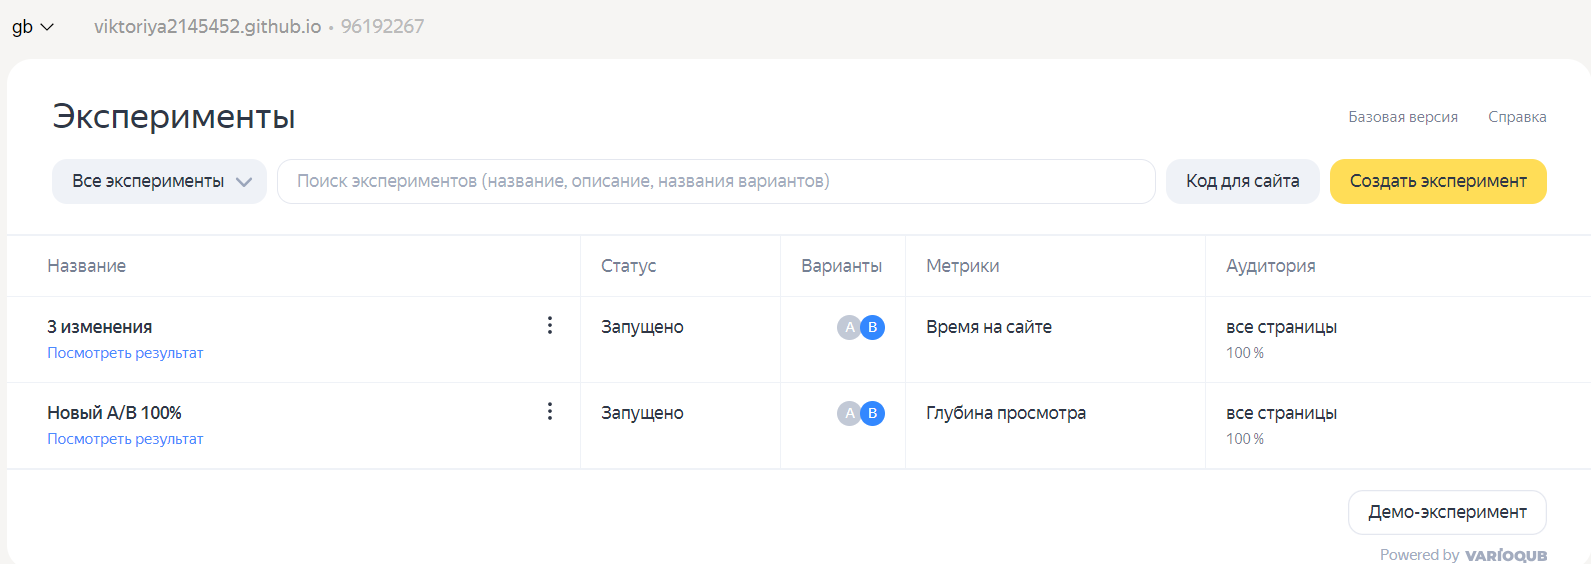 gb viktoriya2145452.github.io • 96192267
Эксперименты
Базовая версия Справка
Все эксперименты Поиск экспериментов (название, описание, названия вариантов) Код для сайта Создать эксперимент
Название Статус Варианты Метрики Аудитория
3 изменения Запущено A B Время на сайте все страницы
Посмотреть результат 100 %
Новый A/B 100% Запущено A B Глубина просмотра все страницы
Посмотреть результат 100 %
Демо-эксперимент
Powered by VARIOQUB